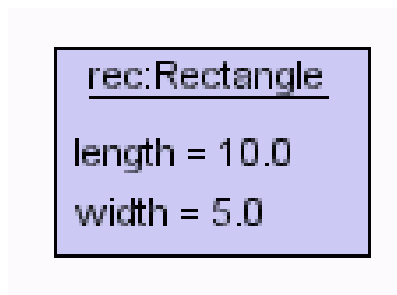 rec:Rectangle
length = 10.0
width = 5.0